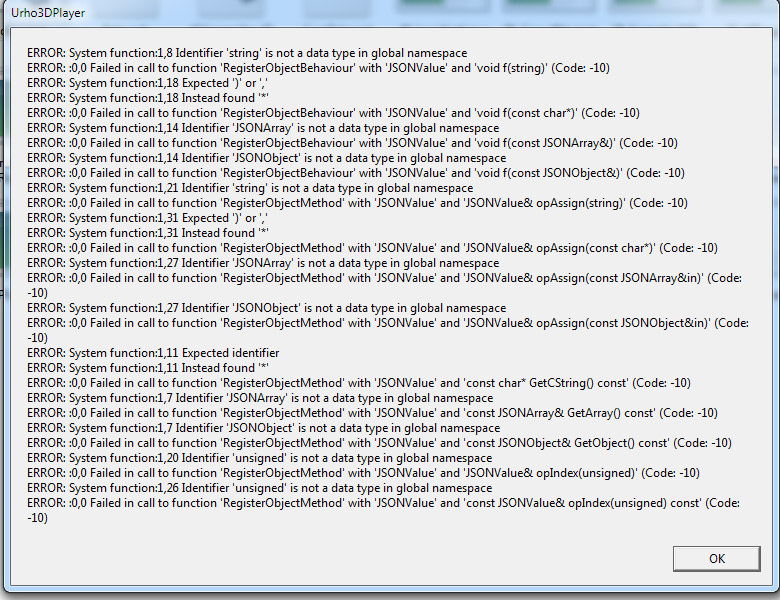 Urho3DPlayer
ERROR: System function:1,8 Identifier 'string' is not a data type in global namespace
ERROR: :0,0 Failed in call to function 'RegisterObjectBehaviour' with 'JSONValue' and 'void f(string)' (Code: -10)
ERROR: System function:1,18 Expected ')' or ','
ERROR: System function:1,18 Instead found '*'
ERROR: :0,0 Failed in call to function 'RegisterObjectBehaviour' with 'JSONValue' and 'void f(const char*)' (Code: -10)
ERROR: System function:1,14 Identifier 'JSONArray' is not a data type in global namespace
ERROR: :0,0 Failed in call to function 'RegisterObjectBehaviour' with 'JSONValue' and 'void f(const JSONArray&)' (Code: -10)
ERROR: System function:1,14 Identifier 'JSONObject' is not a data type in global namespace
ERROR: :0,0 Failed in call to function 'RegisterObjectBehaviour' with 'JSONValue' and 'void f(const JSONObject&)' (Code: -10)
ERROR: System function:1,21 Identifier 'string' is not a data type in global namespace
ERROR: :0,0 Failed in call to function 'RegisterObjectMethod' with 'JSONValue' and 'JSONValue& opAssign(string)' (Code: -10)
ERROR: System function:1,31 Expected ')' or ','
ERROR: System function:1,31 Instead found '*'
ERROR: :0,0 Failed in call to function 'RegisterObjectMethod' with 'JSONValue' and 'JSONValue& opAssign(const char*)' (Code: -10)
ERROR: System function:1,27 Identifier 'JSONArray' is not a data type in global namespace
ERROR: :0,0 Failed in call to function 'RegisterObjectMethod' with 'JSONValue' and 'JSONValue& opAssign(const JSONArray&in)' (Code:
-10)
ERROR: System function:1,27 Identifier 'JSONObject' is not a data type in global namespace
ERROR: :0,0 Failed in call to function 'RegisterObjectMethod' with 'JSONValue' and 'JSONValue& opAssign(const JSONObject&in)' (Code:
-10)
ERROR: System function:1,11 Expected identifier
ERROR: System function:1,11 Instead found '*'
ERROR: :0,0 Failed in call to function 'RegisterObjectMethod' with 'JSONValue' and 'const char* GetCString() const' (Code: -10)
ERROR: System function:1,7 Identifier 'JSONArray' is not a data type in global namespace
ERROR: :0,0 Failed in call to function 'RegisterObjectMethod' with 'JSONValue' and 'const JSONArray& GetArray() const' (Code: -10)
ERROR: System function:1,7 Identifier 'JSONObject' is not a data type in global namespace
ERROR: :0,0 Failed in call to function 'RegisterObjectMethod' with 'JSONValue' and 'const JSONObject& GetObject() const' (Code: -10)
ERROR: System function:1,20 Identifier 'unsigned' is not a data type in global namespace
ERROR: :0,0 Failed in call to function 'RegisterObjectMethod' with 'JSONValue' and 'JSONValue& opIndex(unsigned)' (Code: -10)
ERROR: System function:1,26 Identifier 'unsigned' is not a data type in global namespace
ERROR: :0,0 Failed in call to function 'RegisterObjectMethod' with 'JSONValue' and 'const JSONValue& opIndex(unsigned) const' (Code:
-10)
OK